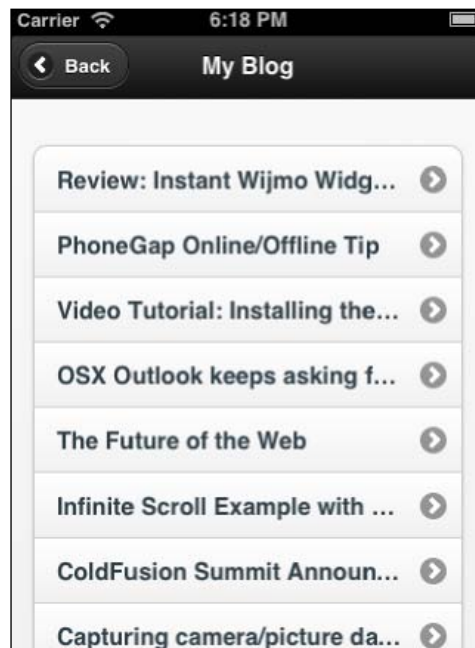 Carrier 6:18 PM
Back My Blog
Review: Instant Wijmo Widg...
PhoneGap Online/Offline Tip
Video Tutorial: Installing the...
OSX Outlook keeps asking f...
The Future of the Web
Infinite Scroll Example with ...
ColdFusion Summit Announ...
Capturing camera/picture da...